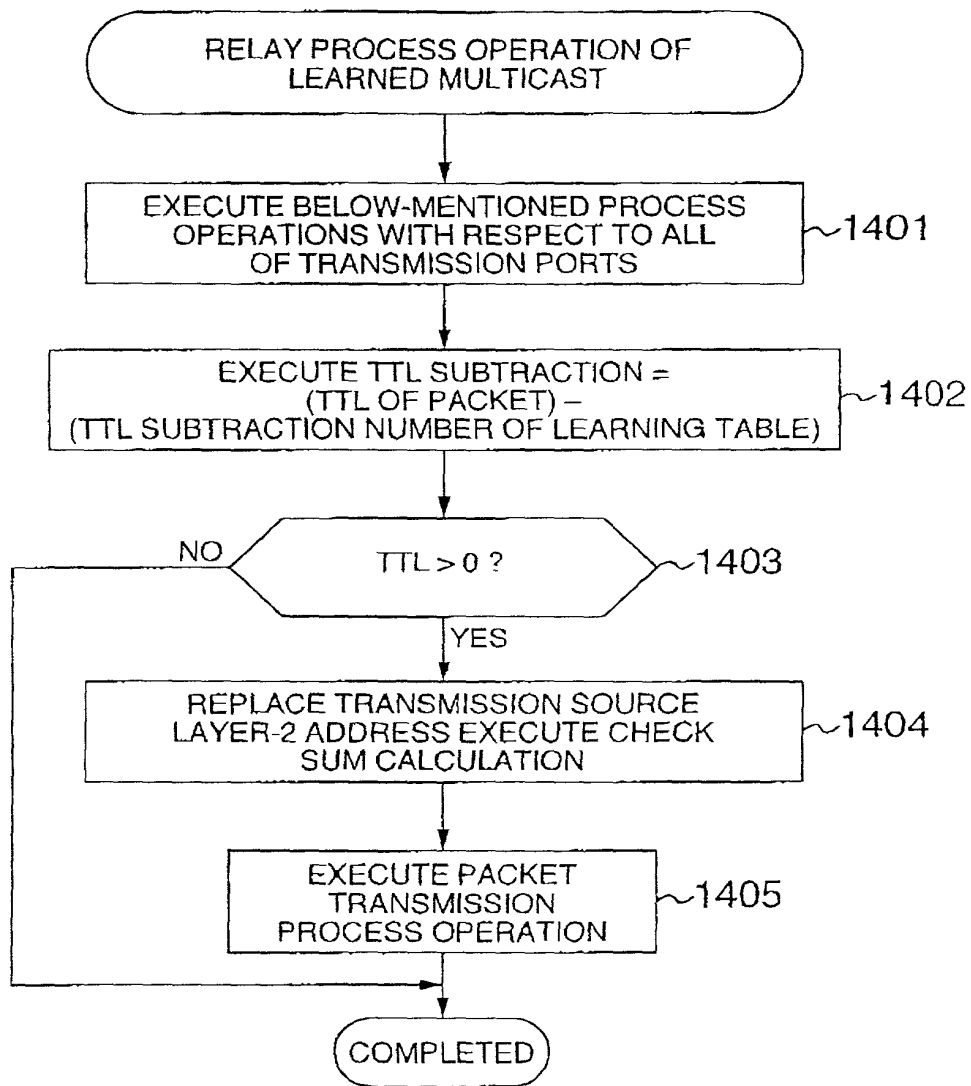 RELAY PROCESS OPERATION OF
LEARNED MULTICAST
EXECUTE BELOW-MENTIONED PROCESS
OPERATIONS WITH RESPECT TO ALL
OF TRANSMISSION PORTS
1401
EXECUTE TTL SUBTRACTION =
(TTL OF PACKET) –
(TTL SUBTRACTION NUMBER OF LEARNING TABLE)
1402
NO
TTL > 0 ?
1403
YES
REPLACE TRANSMISSION SOURCE
LAYER-2 ADDRESS EXECUTE CHECK
SUM CALCULATION
1404
EXECUTE PACKET
TRANSMISSION
PROCESS OPERATION
1405
COMPLETED